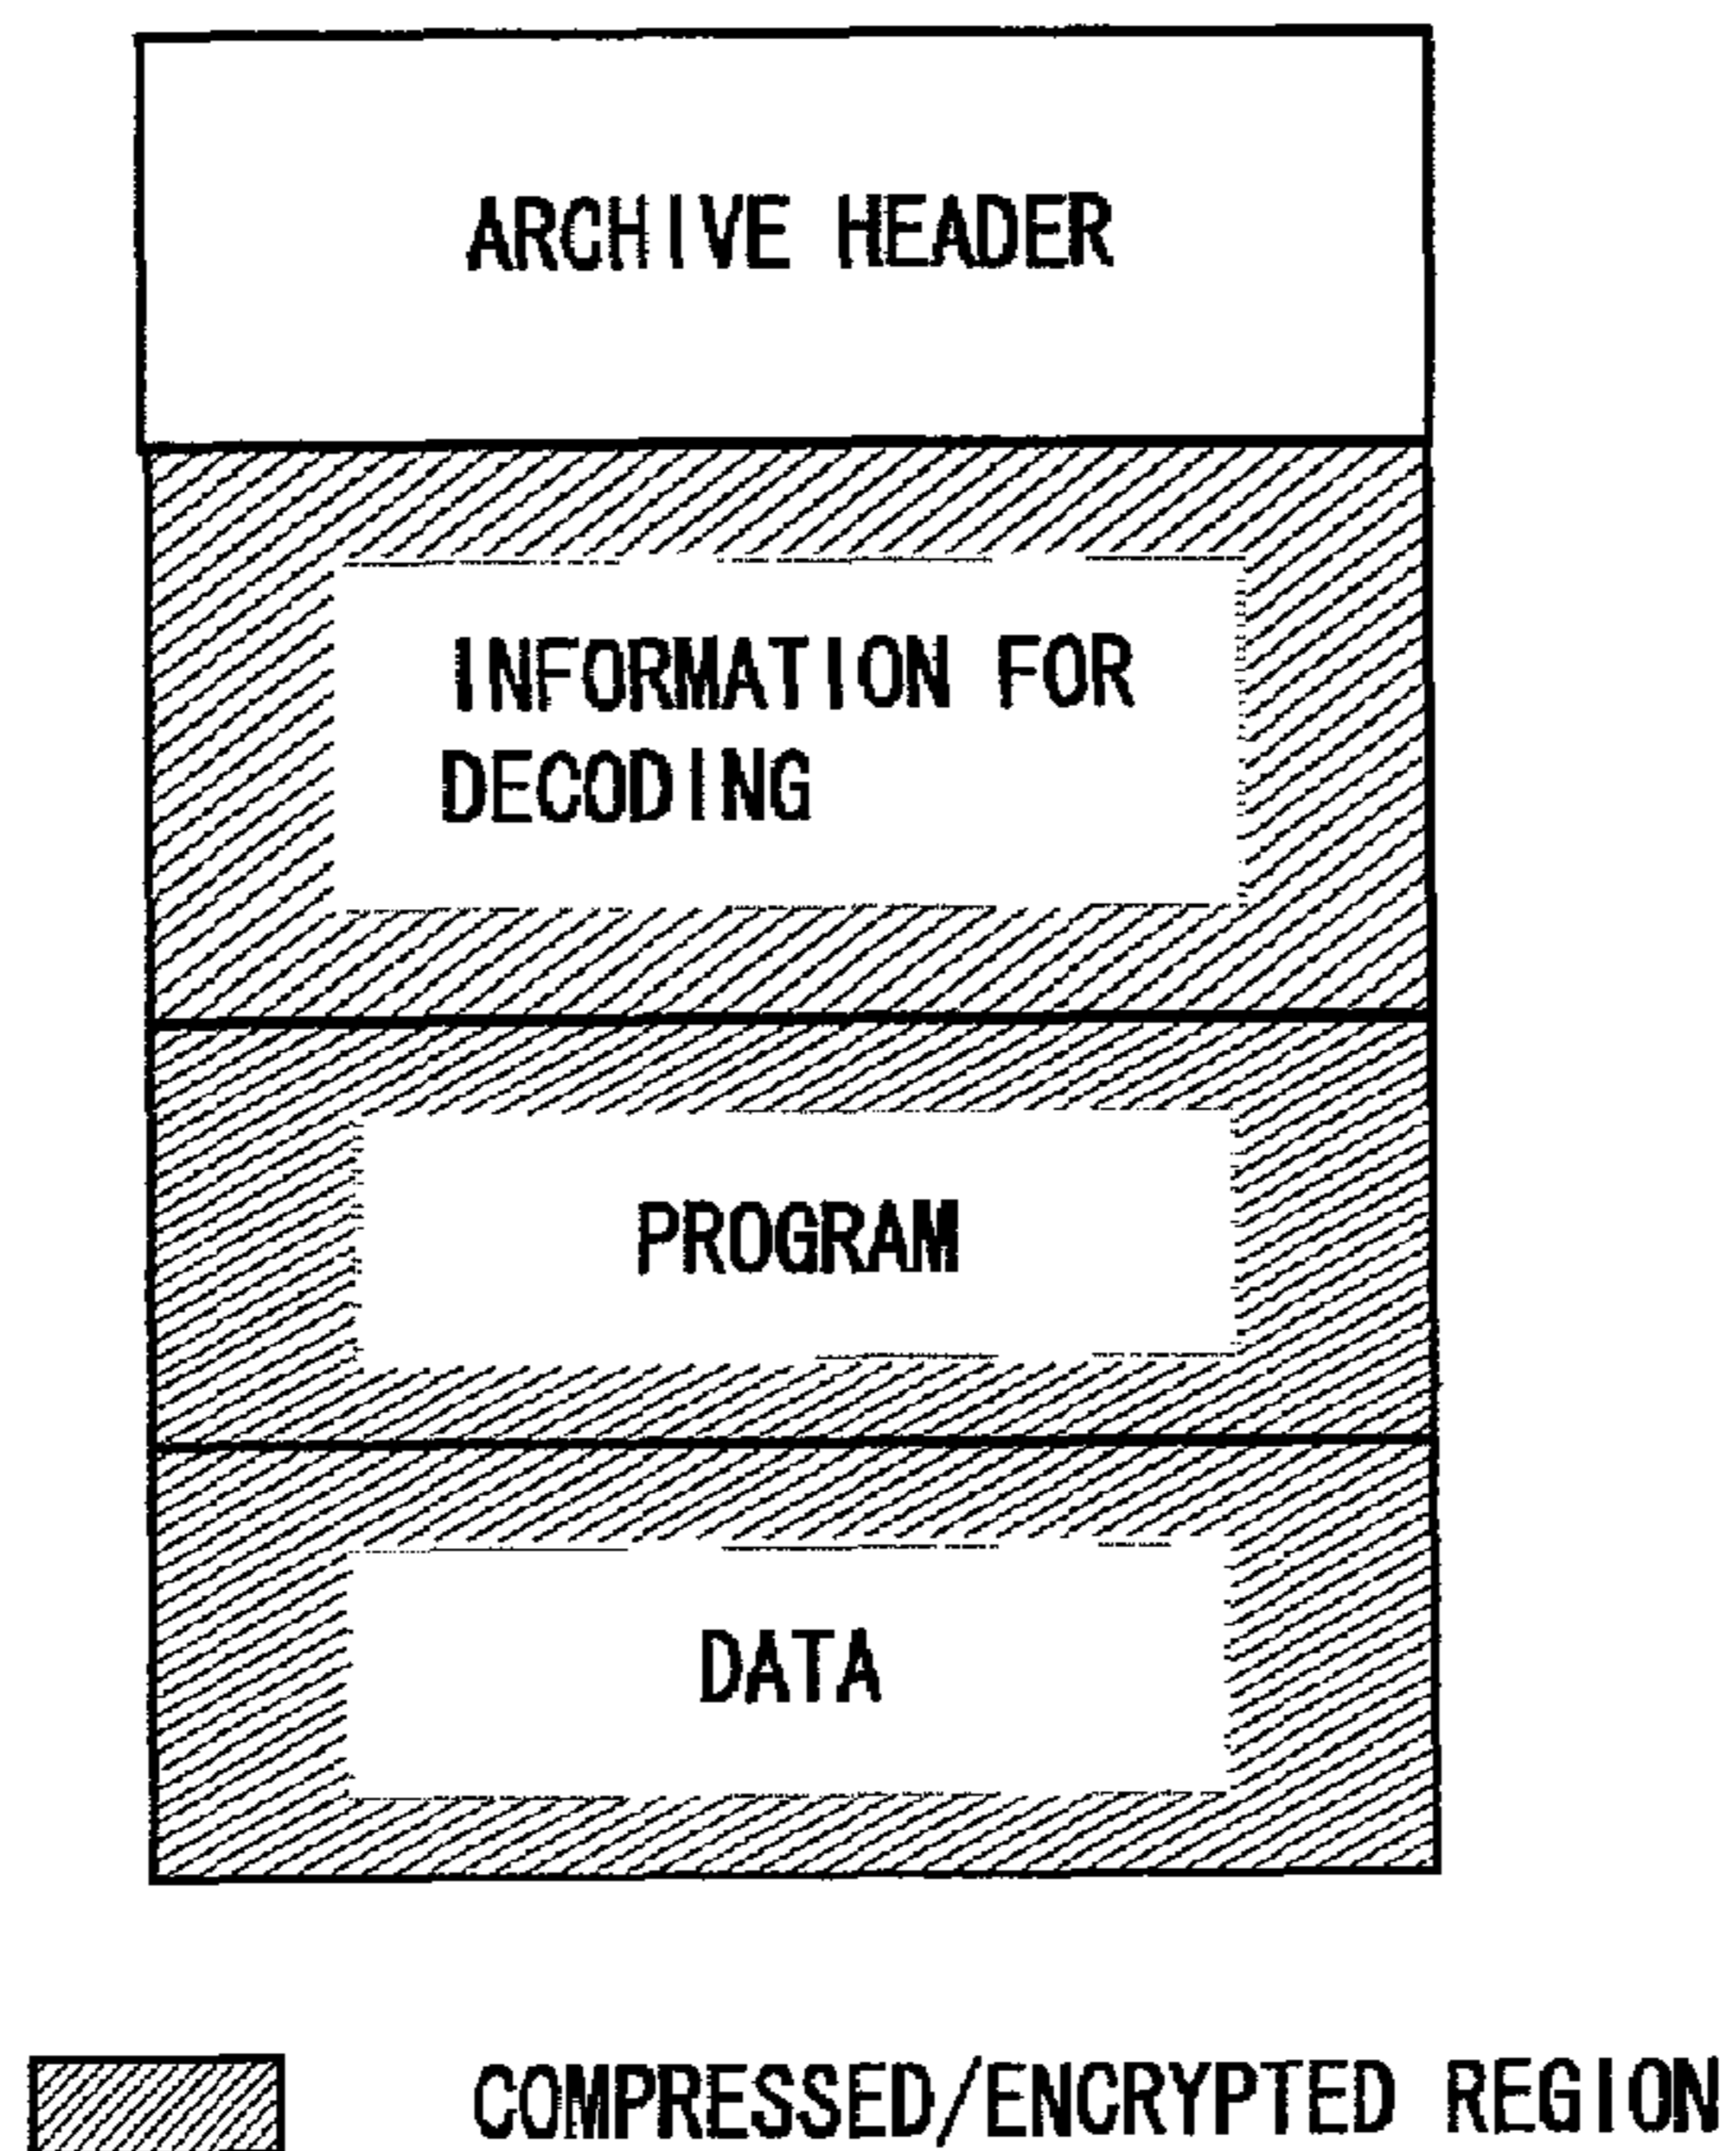 ARCHIVE HEADER
INFORMATION FOR
DECODING
PROGRAM
DATA
COMPRESSED/ENCRYPTED REGION